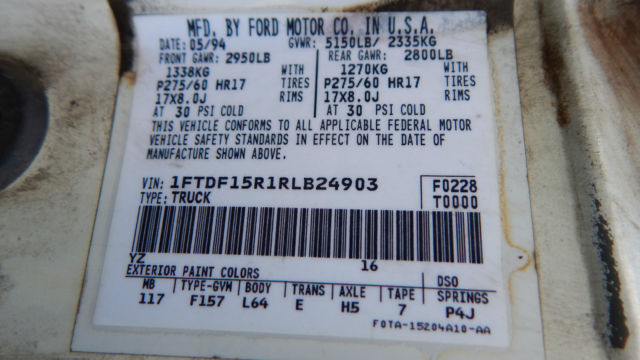 MFD. BY FORD MOTOR CO. IN U.S.A.
DATE: 05/94 GVWR: 5150LB/ 2335KG
FRONT GAWR: 2950LB REAR GAWR: 2800LB
1338KG WITH 1270KG WITH
P275/60 HR17 TIRES P275/60 HR17 TIRES
17X8.0J RIMS 17X8.0J RIMS
AT 30 PSI COLD AT 30 PSI COLD
THIS VEHICLE CONFORMS TO ALL APPLICABLE FEDERAL MOTOR
VEHICLE SAFETY STANDARDS IN EFFECT ON THE DATE OF
MANUFACTURE SHOWN ABOVE.
VIN: 1FTDF15R1RLB24903 F0228
TYPE: TRUCK T0000
YZ 16
EXTERIOR PAINT COLORS DSO
WB TYPE-GVM BODY TRANS AXLE TAPE SPRINGS
117 F157 L64 E H5 7 P4J
F0TA-15204A10-AA